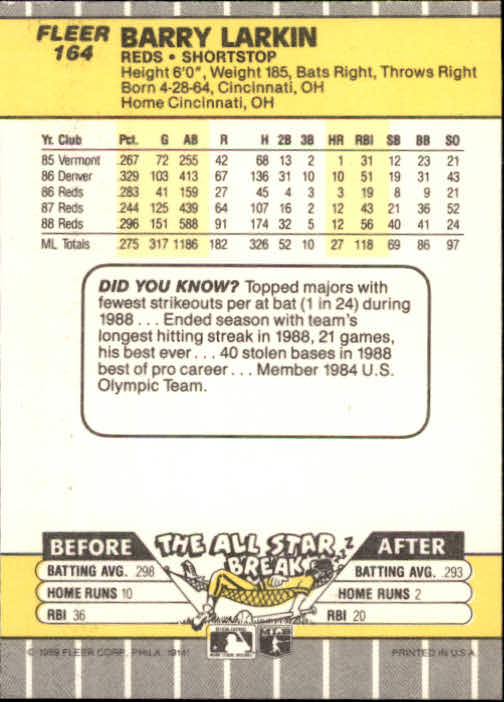 FLEER
164
BARRY LARKIN
REDS • SHORTSTOP
Height 6'0", Weight 185, Bats Right, Throws Right
Born 4-28-64, Cincinnati, OH
Home Cincinnati, OH
Yr. Club Pct. G AB R H 2B 3B HR RBI SB BB SO
85 Vermont .267 72 255 42 68 13 2 1 31 12 23 21
86 Denver .329 103 413 67 136 31 10 10 51 19 31 43
86 Reds .283 41 159 27 45 4 3 3 19 8 9 21
87 Reds .244 125 439 64 107 16 2 12 43 21 36 52
88 Reds .296 151 588 91 174 32 5 12 56 40 41 24
ML Totals .275 317 1186 182 326 52 10 27 118 69 86 97
DID YOU KNOW? Topped majors with
fewest strikeouts per at bat (1 in 24) during
1988 . . . Ended season with team's
longest hitting streak in 1988, 21 games,
his best ever . . . 40 stolen bases in 1988
best of pro career . . . Member 1984 U.S.
Olympic Team.
BEFORE THE ALL STAR BREAK AFTER
BATTING AVG. .298 BATTING AVG. .293
HOME RUNS 10 HOME RUNS 2
RBI 36 RBI 20
© 1989 FLEER CORP., PHILA. 19141 PRINTED IN U.S.A.